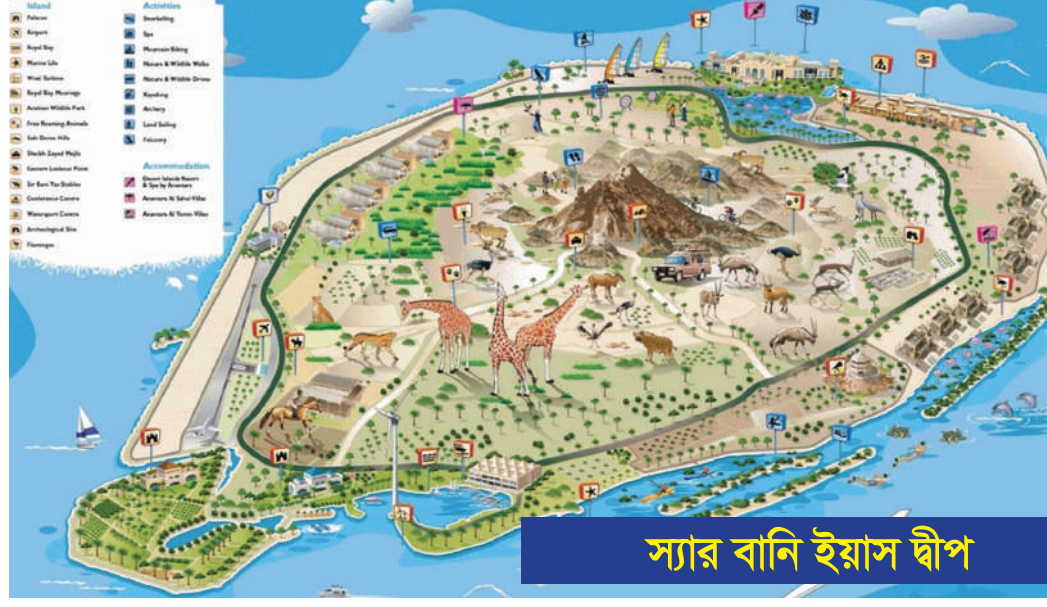 Island
Palaces
Airport
Royal Bay
Marine Life
Wind Turbine
Royal Bay Moorings
Arabian Wildlife Park
Free Roaming Animals
Salt Dome Hills
Sheikh Zayed Majlis
Eastern Lookout Point
Sir Bani Yas Stables
Conference Centre
Watersport Centre
Archeological Site
Flamingos
Activities
Snorkelling
Spa
Mountain Biking
Nature & Wildlife Walks
Nature & Wildlife Drives
Kayaking
Archery
Land Sailing
Falconry
Accommodation
Desert Islands Resort
& Spa by Anantara
Anantara Al Sahel Villas
Anantara Al Yamm Villas
স্যার বানি ইয়াস দ্বীপ